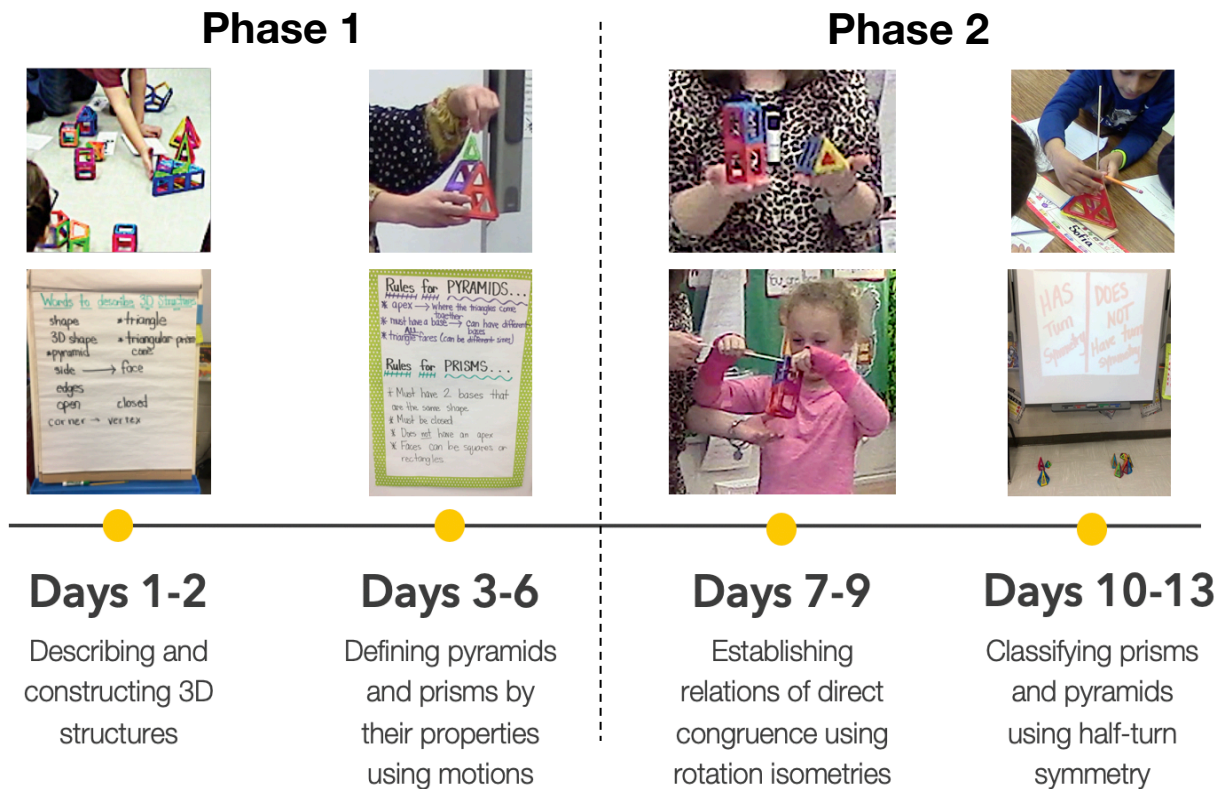 Phase 1
Phase 2
Words to describe 3D Structures
shape *triangle
3D shape *triangular prism
*pyramid cone
side → face
edges
open closed
corner → vertex
Rules for PYRAMIDS...
* apex → where the triangles come together
* must have a base → can have different bases
* ALL triangle faces (can be different sizes)
Rules for PRISMS...
* Must have 2 bases that
are the same shape
* Must be closed
* Does not have an apex
* Faces can be squares or
rectangles
Sofia
HAS
Turn
Symmetry
DOES
NOT
Have turn
Symmetry
Days 1-2
Describing and
constructing 3D
structures
Days 3-6
Defining pyramids
and prisms by
their properties
using motions
Days 7-9
Establishing
relations of direct
congruence using
rotation isometries
Days 10-13
Classifying prisms
and pyramids
using half-turn
symmetry